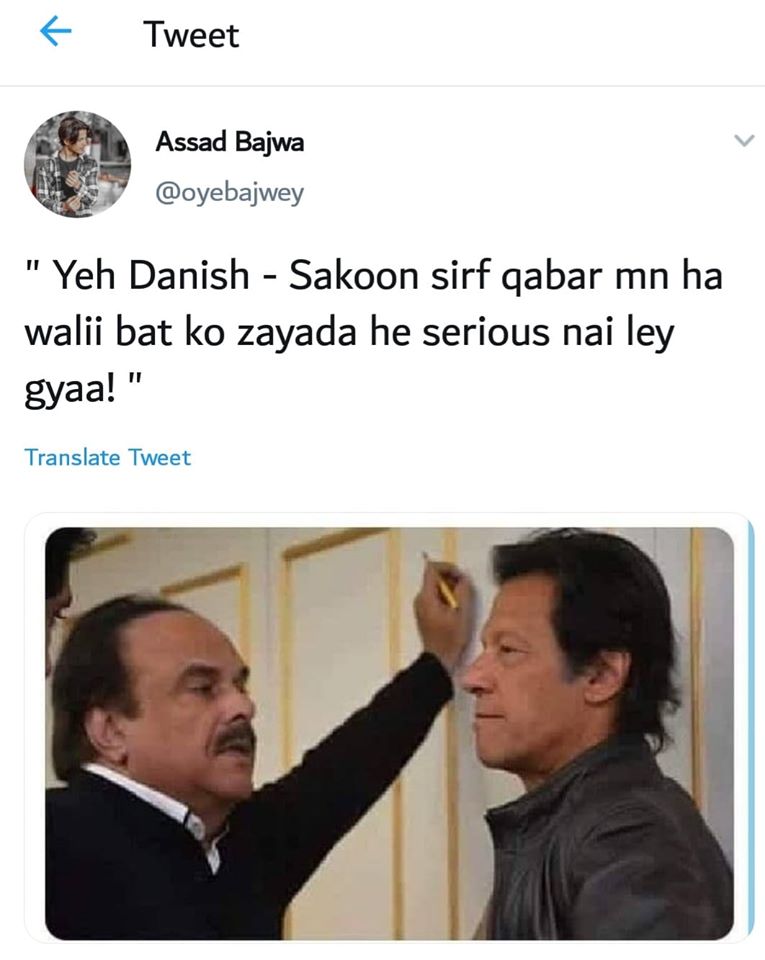 Tweet
Assad Bajwa
@oyebajwey
" Yeh Danish - Sakoon sirf qabar mn ha
walii bat ko zayada he serious nai ley
gyaa! "
Translate Tweet